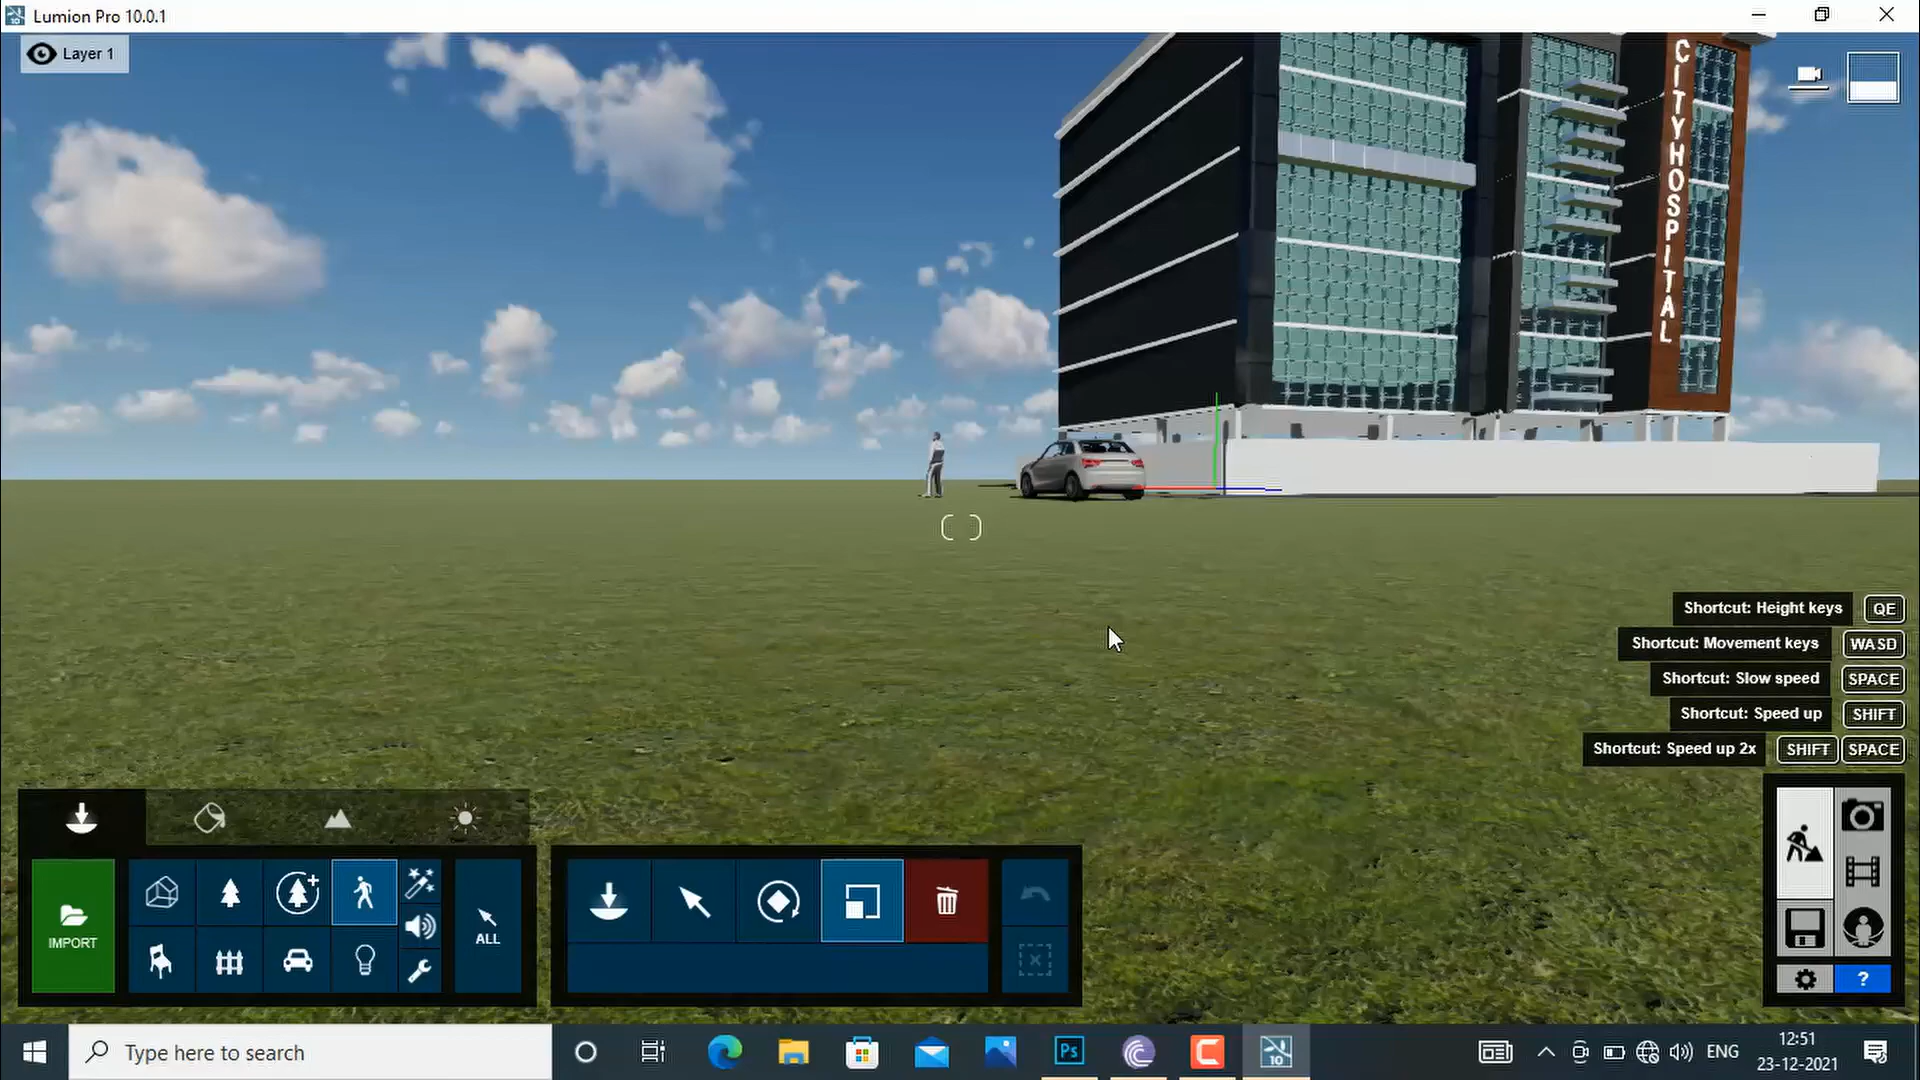 Lumion Pro 10.0.1
Layer 1
CITYHOSPITAL
Shortcut: Height keys QE
Shortcut: Movement keys WASD
Shortcut: Slow speed SPACE
Shortcut: Speed up SHIFT
Shortcut: Speed up 2x SHIFT SPACE
IMPORT
ALL
?
Type here to search
Ps
10
ENG
12:51
23-12-2021